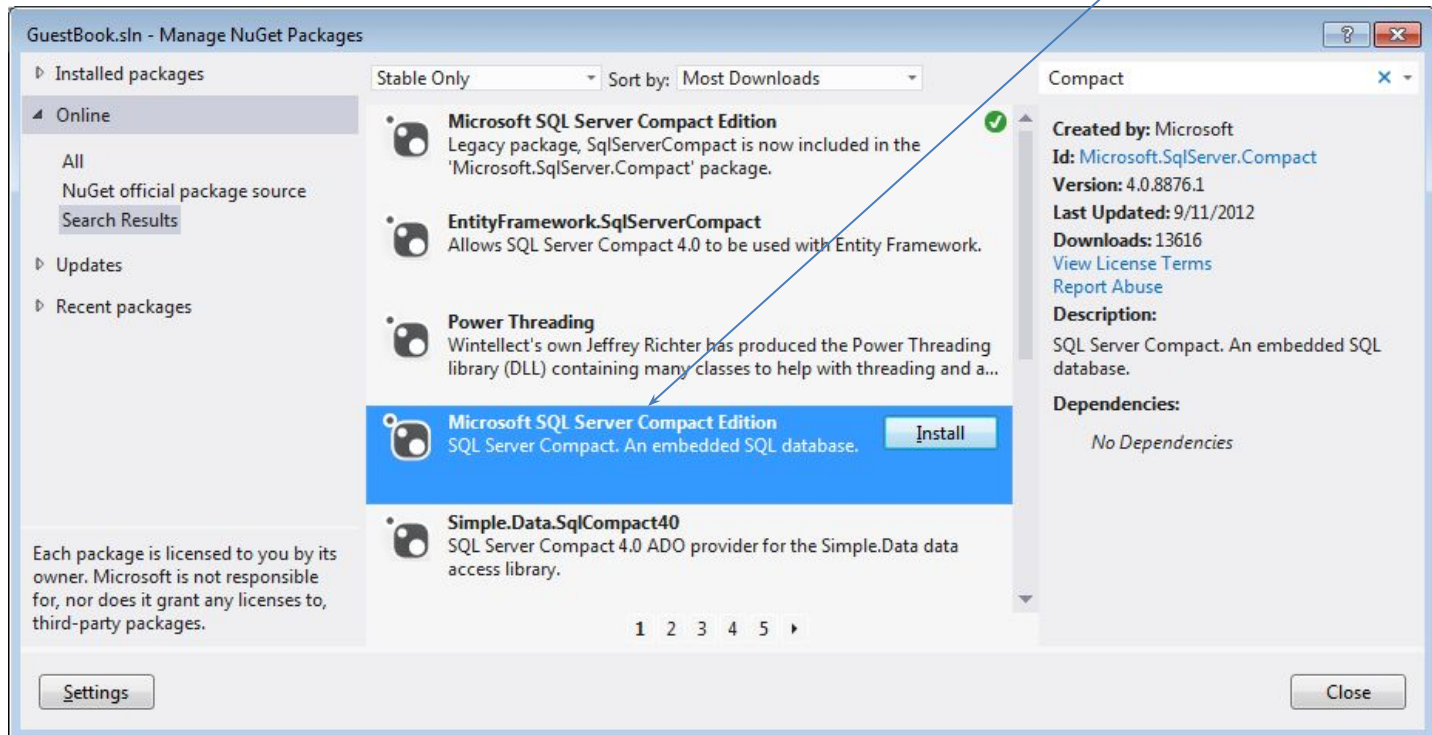 GuestBook.sln - Manage NuGet Packages
Installed packages
Online
All
NuGet official package source
Search Results
Updates
Recent packages
Each package is licensed to you by its
owner. Microsoft is not responsible
for, nor does it grant any licenses to,
third-party packages.
Settings
Stable Only
Sort by: Most Downloads
Microsoft SQL Server Compact Edition
Legacy package, SqlServerCompact is now included in the
'Microsoft.SqlServer.Compact' package.
EntityFramework.SqlServerCompact
Allows SQL Server Compact 4.0 to be used with Entity Framework.
Power Threading
Wintellect's own Jeffrey Richter has produced the Power Threading
library (DLL) containing many classes to help with threading and a...
Microsoft SQL Server Compact Edition
SQL Server Compact. An embedded SQL database.
Install
Simple.Data.SqlCompact40
SQL Server Compact 4.0 ADO provider for the Simple.Data data
access library.
1 2 3 4 5
Compact
Created by: Microsoft
Id: Microsoft.SqlServer.Compact
Version: 4.0.8876.1
Last Updated: 9/11/2012
Downloads: 13616
View License Terms
Report Abuse
Description:
SQL Server Compact. An embedded SQL
database.
Dependencies:
No Dependencies
Close